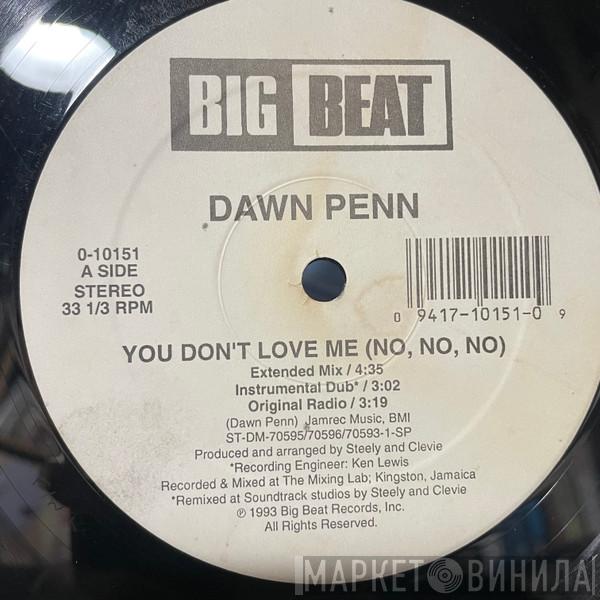 BIG BEAT
DAWN PENN
0-10151
A SIDE
STEREO
33 1/3 RPM
0 9417-10151-0 9
YOU DON'T LOVE ME (NO, NO, NO)
Extended Mix / 4:35
Instrumental Dub* / 3:02
Original Radio / 3:19
(Dawn Penn) Jamrec Music, BMI
ST-DM-70595/70596/70593-1-SP
Produced and arranged by Steely and Clevie
*Recording Engineer: Ken Lewis
Recorded & Mixed at The Mixing Lab; Kingston, Jamaica
*Remixed at Soundtrack studios by Steely and Clevie
℗ 1993 Big Beat Records, Inc.
All Rights Reserved.
МАРКЕТ ВИНИЛА